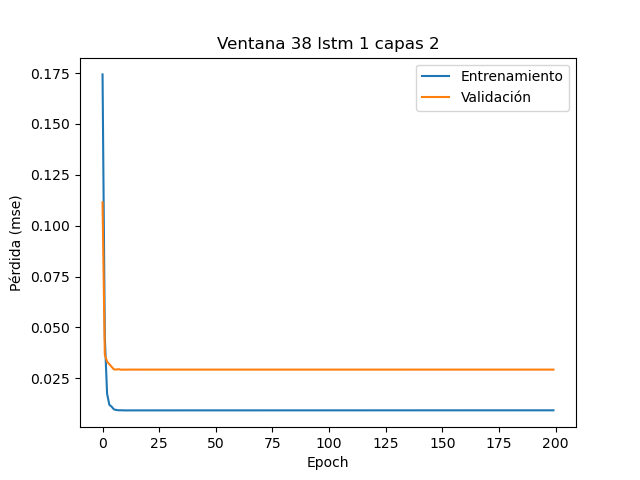 Ventana 38 lstm 1 capas 2
Entrenamiento
Validación
Pérdida (mse)
0.175
0.150
0.125
0.100
0.075
0.050
0.025
0 25 50 75 100 125 150 175 200
Epoch